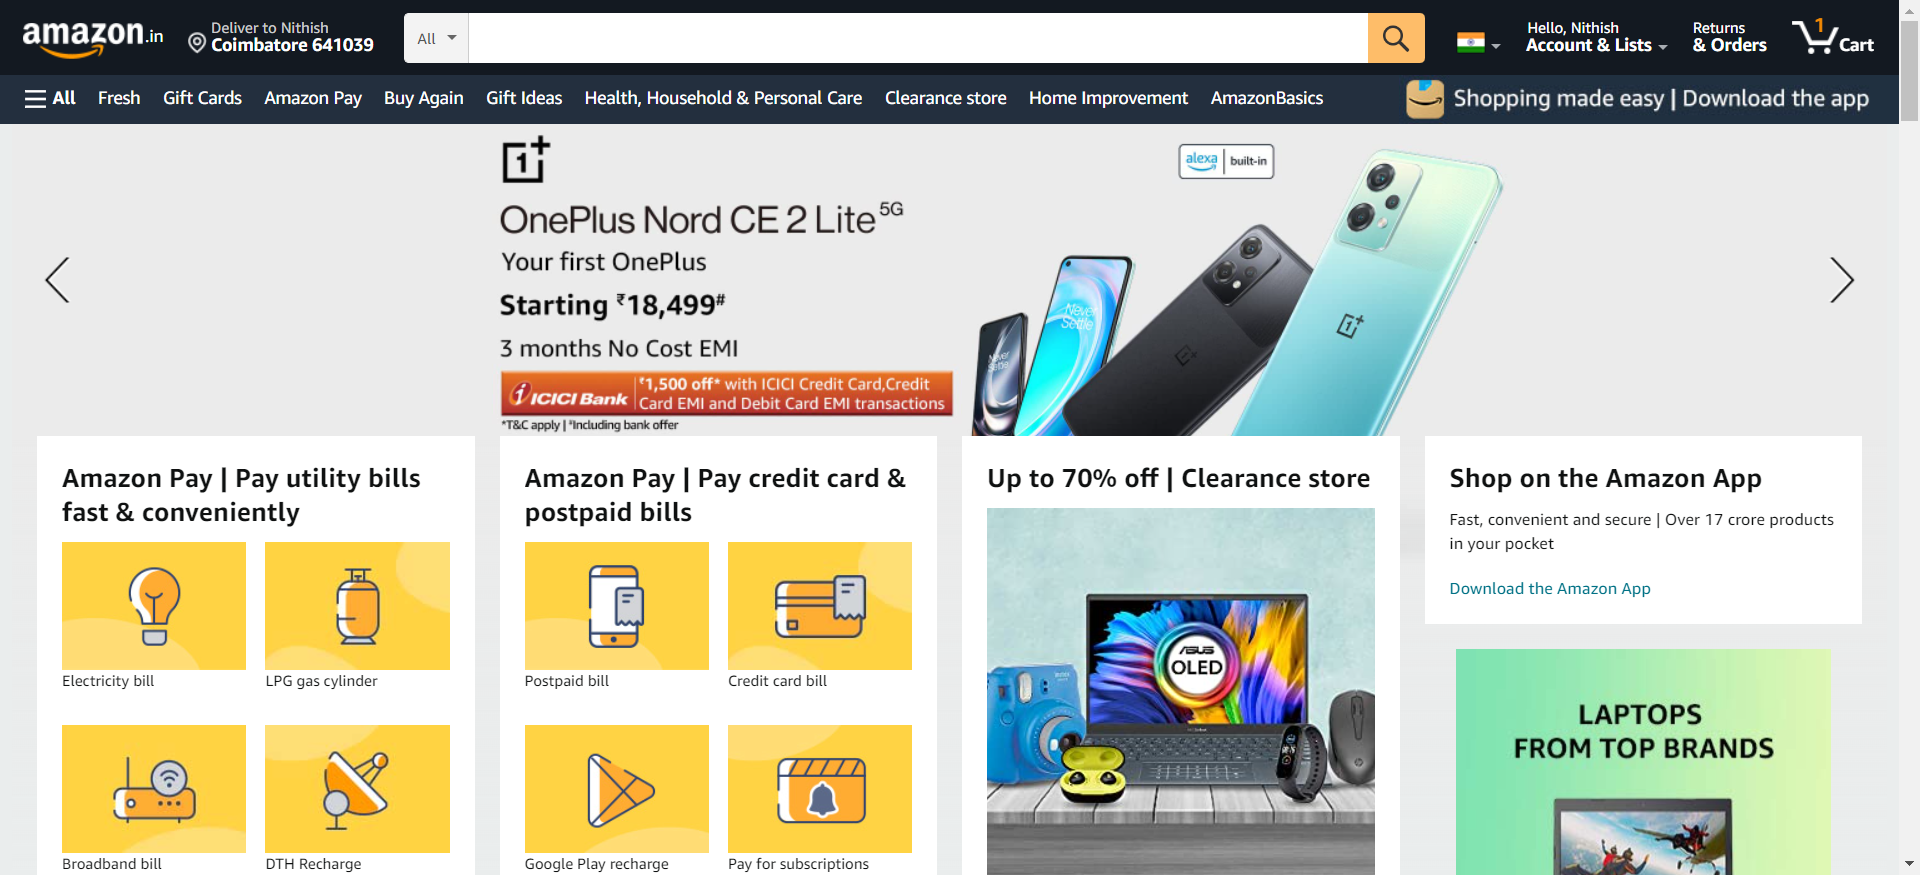 amazon.in
Deliver to Nithish
Coimbatore 641039
All
Hello, Nithish
Account & Lists
Returns
& Orders
1
Cart
All
Fresh
Gift Cards
Amazon Pay
Buy Again
Gift Ideas
Health, Household & Personal Care
Clearance store
Home Improvement
AmazonBasics
Shopping made easy | Download the app
1+
OnePlus Nord CE 2 Lite 5G
Your first OnePlus
Starting ₹18,499#
3 months No Cost EMI
ICICI Bank
₹1,500 off* with ICICI Credit Card,Credit
Card EMI and Debit Card EMI transactions
*T&C apply | #Including bank offer
alexa | built-in
Never
Settle
Never
Settle
Amazon Pay | Pay utility bills
fast & conveniently
Electricity bill
LPG gas cylinder
Broadband bill
DTH Recharge
Amazon Pay | Pay credit card &
postpaid bills
Postpaid bill
Credit card bill
Google Play recharge
Pay for subscriptions
Up to 70% off | Clearance store
ASUS
OLED
hp
Shop on the Amazon App
Fast, convenient and secure | Over 17 crore products
in your pocket
Download the Amazon App
LAPTOPS
FROM TOP BRANDS